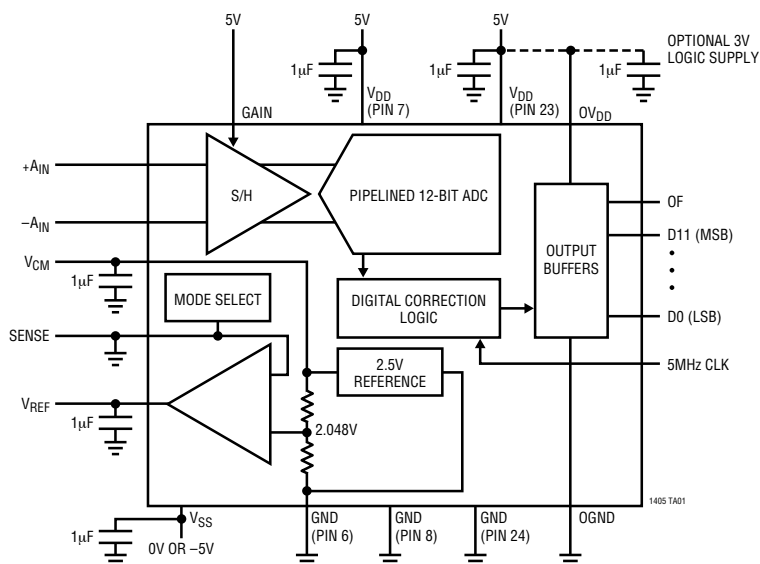 5V
5V
5V
OPTIONAL 3V
LOGIC SUPPLY
1µF
1µF
1µF
GAIN
VDD
(PIN 7)
VDD
(PIN 23)
OVDD
+AIN
–AIN
S/H
PIPELINED 12-BIT ADC
OUTPUT
BUFFERS
OF
D11 (MSB)
D0 (LSB)
VCM
1µF
MODE SELECT
DIGITAL CORRECTION
LOGIC
SENSE
5MHz CLK
2.5V
REFERENCE
VREF
1µF
2.048V
1405 TA01
VSS
1µF
0V OR –5V
GND
(PIN 6)
GND
(PIN 8)
GND
(PIN 24)
OGND